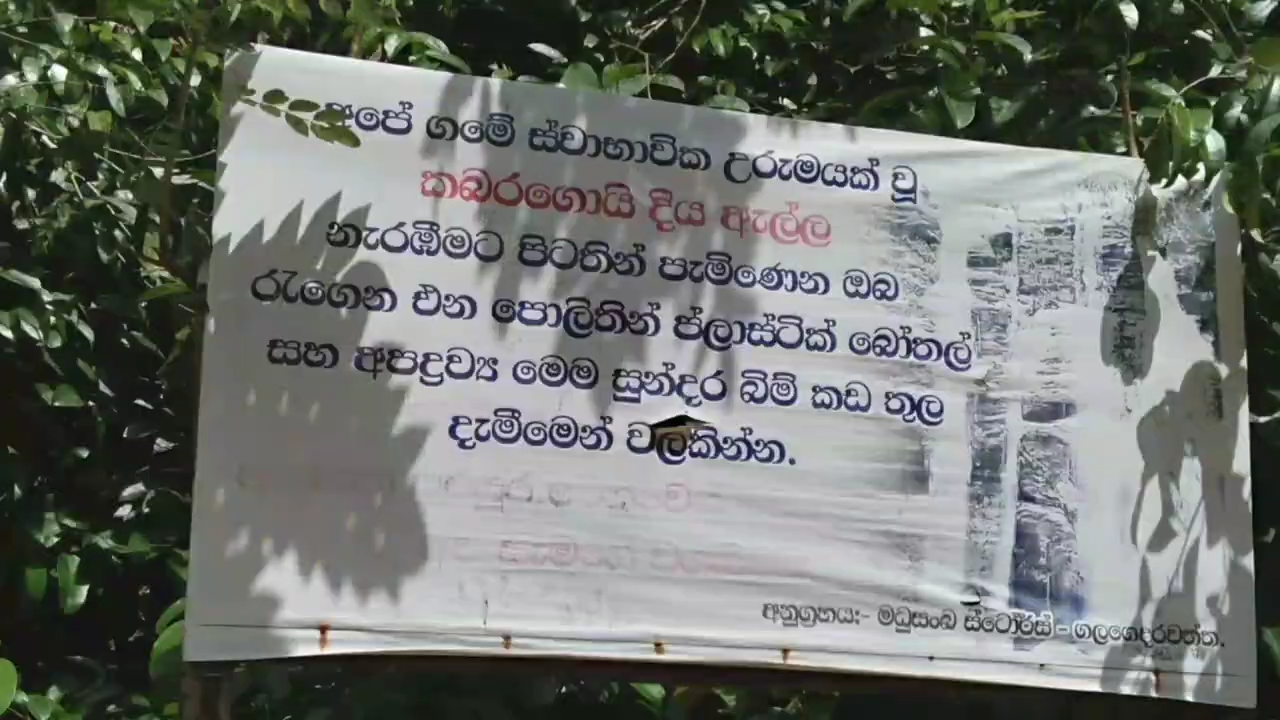 අපේ ගමේ ස්වාභාවික උරුමයක් වූ
කබරගොයි දිය ඇල්ල
නැරඹීමට පිටතින් පැමිණෙන ඔබ
රැගෙන එන පොලිතින් ප්ලාස්ටික් බෝතල්
සහ අපද්‍රව්‍ය මෙම සුන්දර බිම් කඩ තුල
දැමීමෙන් වලකින්න.
අනුග්‍රහය:- මධුසංඛ ස්ටෝර්ස් - ගලගෙදරවත්ත.